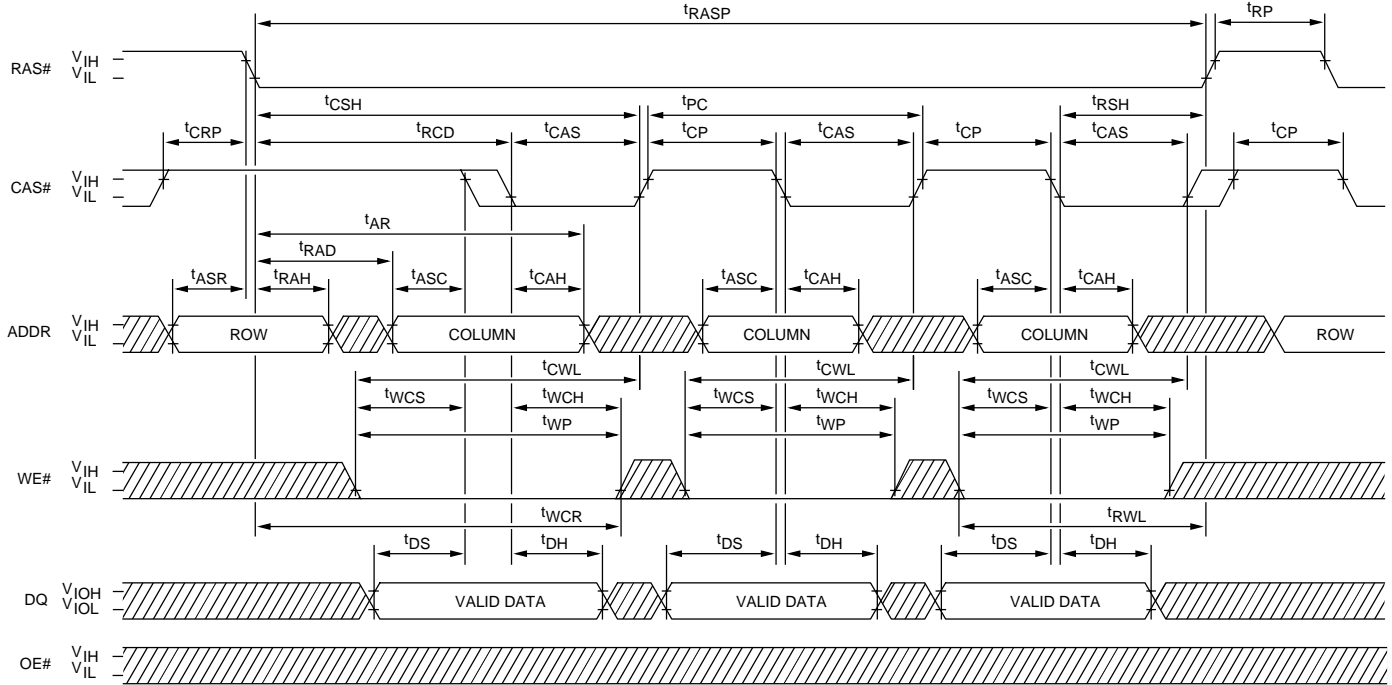 tRASP tRP
RAS# VIH
VIL
tCSH tPC tRSH
tCRP tRCD tCAS tCP tCAS tCP tCAS tCP
CAS# VIH
VIL
tAR
tRAD
tASR tRAH tASC tCAH tASC tCAH tASC tCAH
ADDR VIH
VIL
ROW COLUMN COLUMN COLUMN ROW
tCWL tCWL tCWL
tWCS tWCH tWCS tWCH tWCS tWCH
tWP tWP tWP
WE# VIH
VIL
tWCR tRWL
tDS tDH tDS tDH tDS tDH
DQ VIOH
VIOL
VALID DATA VALID DATA VALID DATA
OE# VIH
VIL